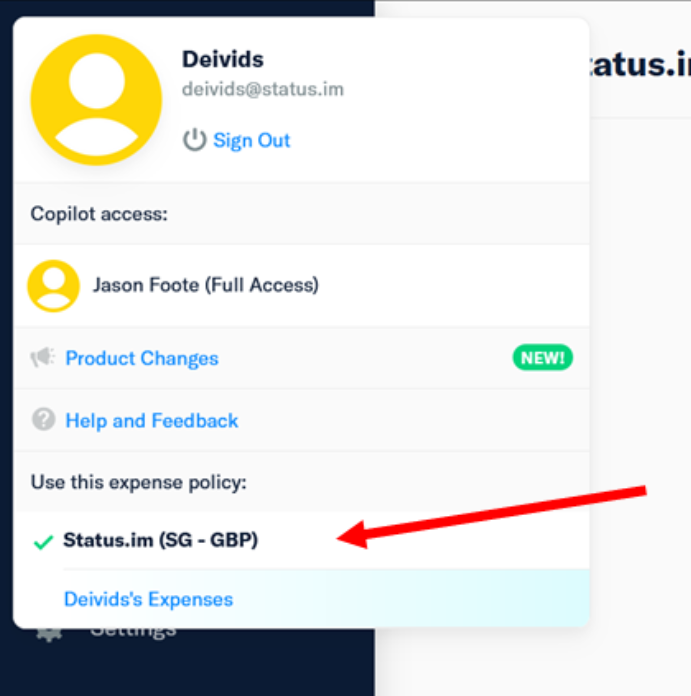 Deivids
deivids@status.im
Sign Out
Copilot access:
Jason Foote (Full Access)
Product Changes NEW!
Help and Feedback
Use this expense policy:
Status.im (SG - GBP)
Deivids's Expenses
Settings